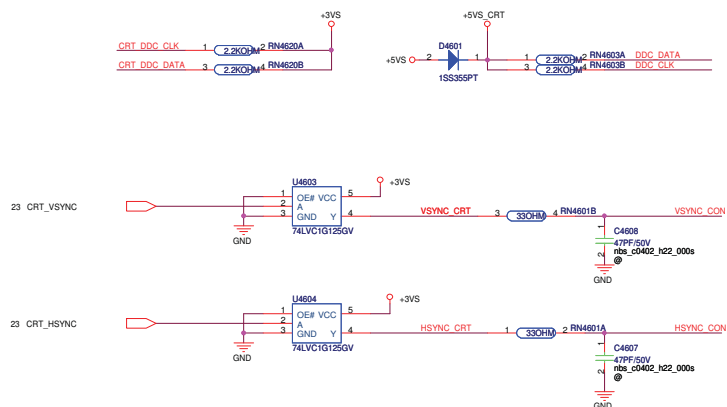 +3VS
CRT_DDC_CLK 1 2.2KOHM 2 RN4620A
CRT_DDC_DATA 3 2.2KOHM 4 RN4620B
+5VS_CRT
D4601
+5VS 2 1
1SS355PT
1 2.2KOHM 2 RN4603A DDC_DATA
3 2.2KOHM 4 RN4603B DDC_CLK
U4603
+3VS
23 CRT_VSYNC
1 OE# VCC 5
2 A
3 GND Y 4
74LVC1G125GV
GND
VSYNC_CRT 3 33OHM 4 RN4601B VSYNC_CON
1 C4608
47PF/50V
2 nbs_c0402_h22_000s
@
GND
U4604
+3VS
23 CRT_HSYNC
1 OE# VCC 5
2 A
3 GND Y 4
74LVC1G125GV
GND
HSYNC_CRT 1 33OHM 2 RN4601A HSYNC_CON
1 C4607
47PF/50V
2 nbs_c0402_h22_000s
@
GND